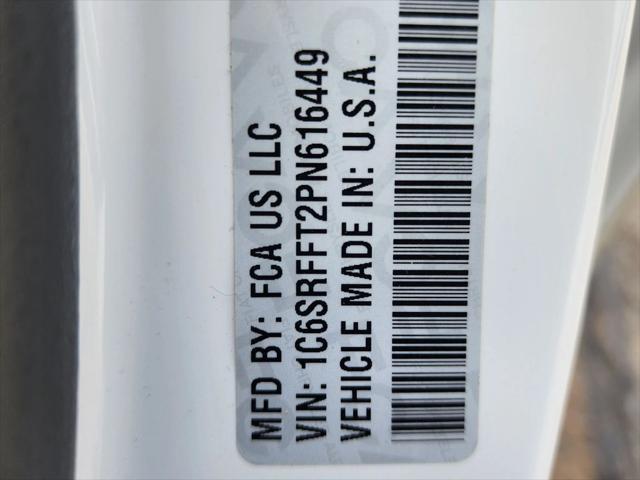 MFD BY: FCA US LLC
VIN: 1C6SRFFT2PN616449
VEHICLE MADE IN: U.S.A.